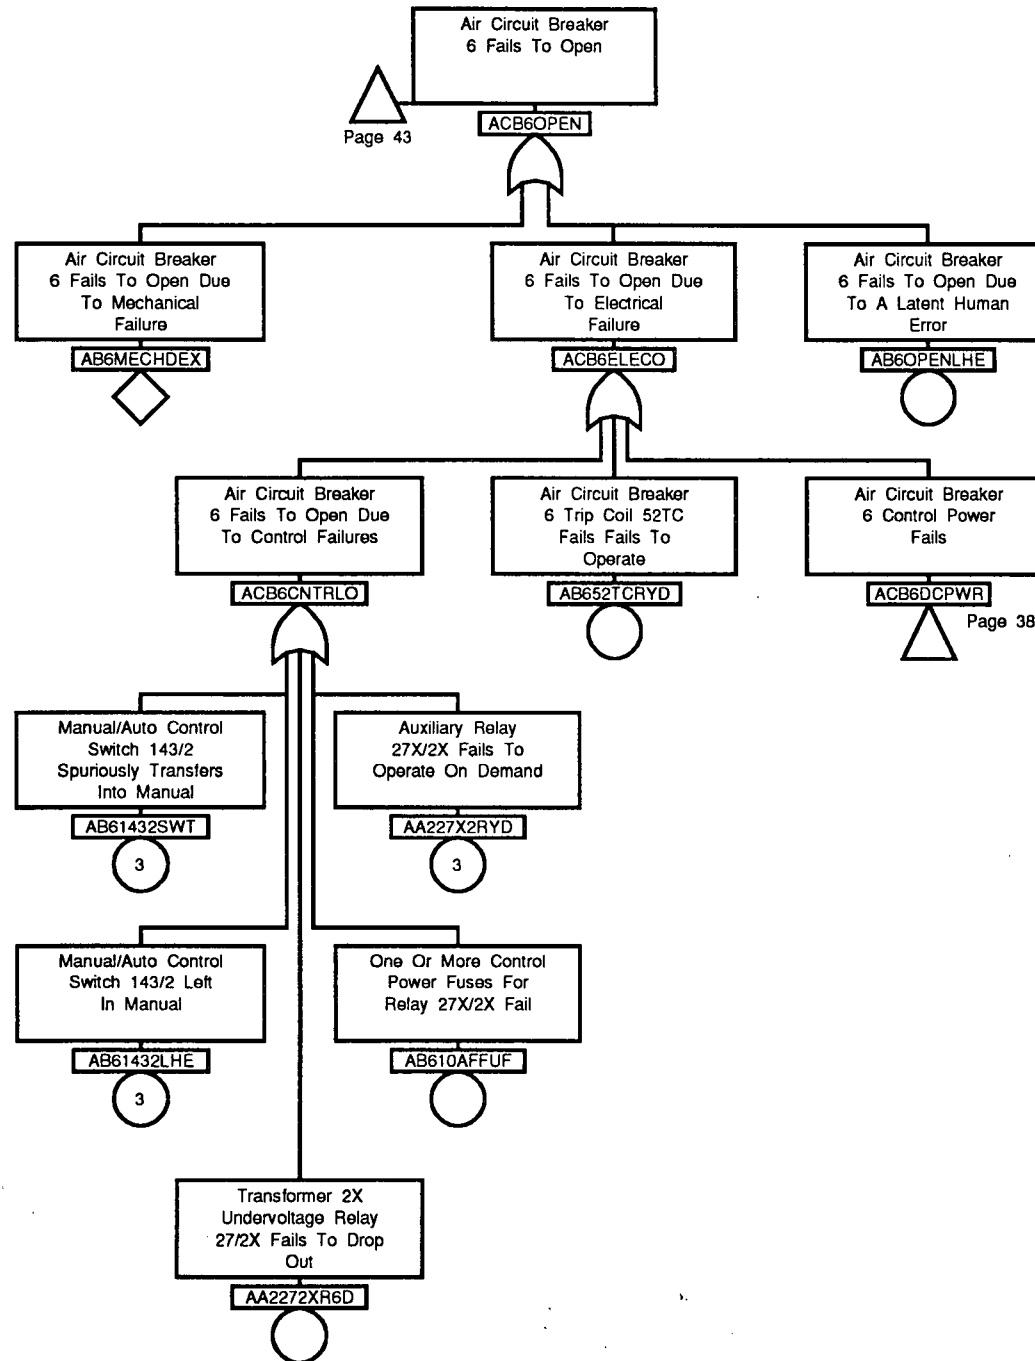 Air Circuit Breaker
6 Fails To Open
Page 43
ACB6OPEN
Air Circuit Breaker
6 Fails To Open Due
To Mechanical
Failure
AB6MECHDEX
Air Circuit Breaker
6 Fails To Open Due
To Electrical
Failure
ACB6ELECO
Air Circuit Breaker
6 Fails To Open Due
To A Latent Human
Error
AB6OPENLHE
Air Circuit Breaker
6 Fails To Open Due
To Control Failures
ACB6CNTRLO
Air Circuit Breaker
6 Trip Coil 52TC
Fails Fails To
Operate
AB652TCRYD
Air Circuit Breaker
6 Control Power
Fails
ACB6DCPWR
Page 38
Manual/Auto Control
Switch 143/2
Spuriously Transfers
Into Manual
AB61432SWT
3
Auxiliary Relay
27X/2X Fails To
Operate On Demand
AA227X2RYD
3
Manual/Auto Control
Switch 143/2 Left
In Manual
AB61432LHE
3
One Or More Control
Power Fuses For
Relay 27X/2X Fail
AB610AFFUF
Transformer 2X
Undervoltage Relay
27/2X Fails To Drop
Out
AA2272XR6D